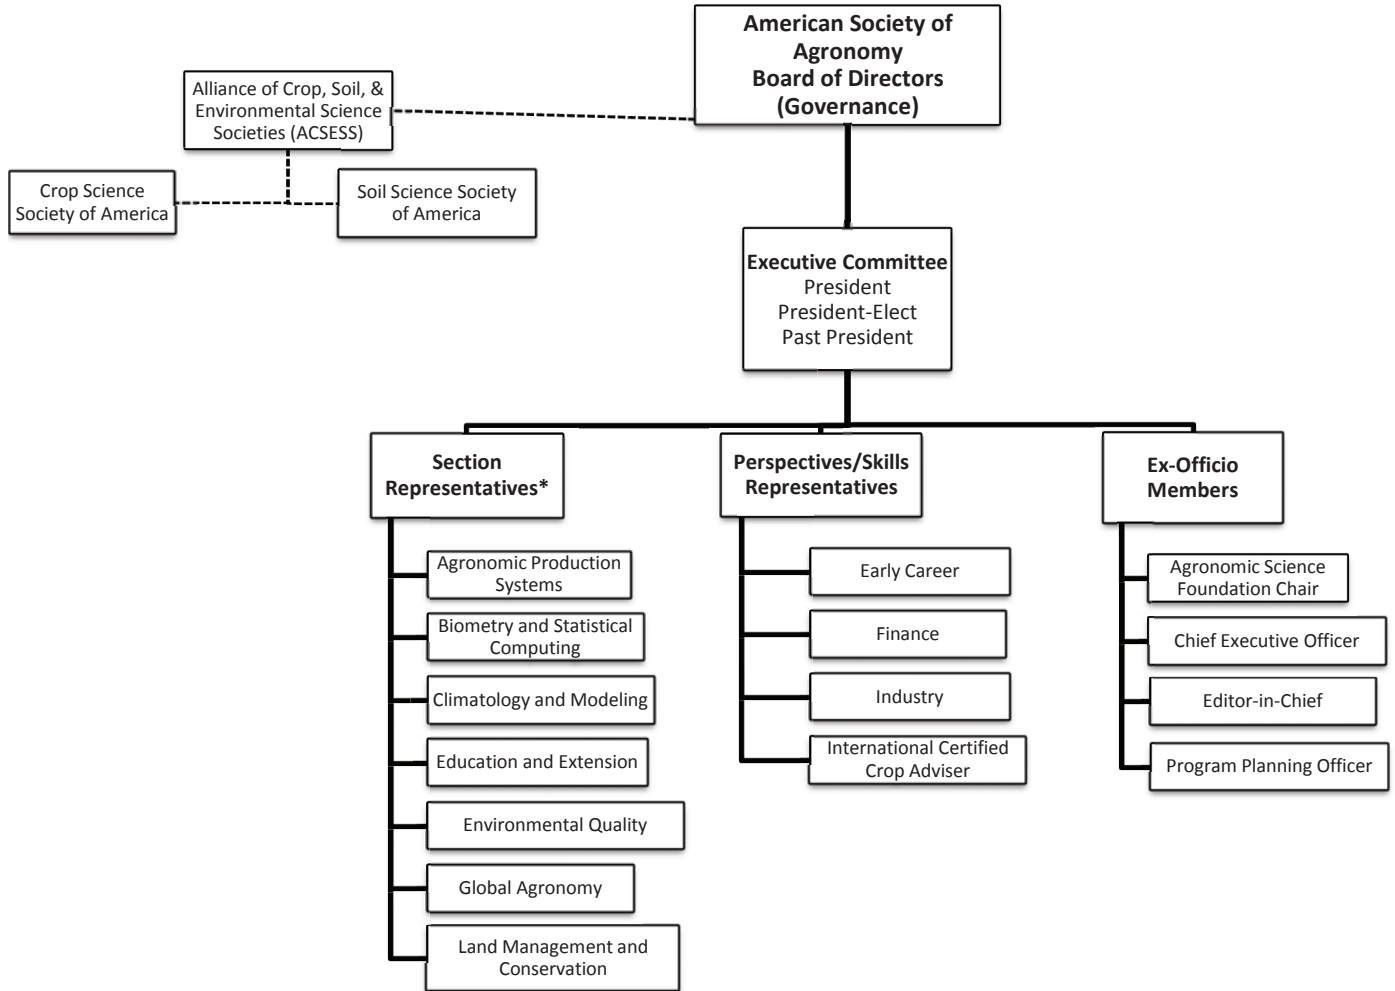 American Society of
Agronomy
Board of Directors
(Governance)
Alliance of Crop, Soil, &
Environmental Science
Societies (ACSESS)
Crop Science
Society of America
Soil Science Society
of America
Executive Committee
President
President-Elect
Past President
Section
Representatives*
Agronomic Production
Systems
Biometry and Statistical
Computing
Climatology and Modeling
Education and Extension
Environmental Quality
Global Agronomy
Land Management and
Conservation
Perspectives/Skills
Representatives
Early Career
Finance
Industry
International Certified
Crop Adviser
Ex-Officio
Members
Agronomic Science
Foundation Chair
Chief Executive Officer
Editor-in-Chief
Program Planning Officer